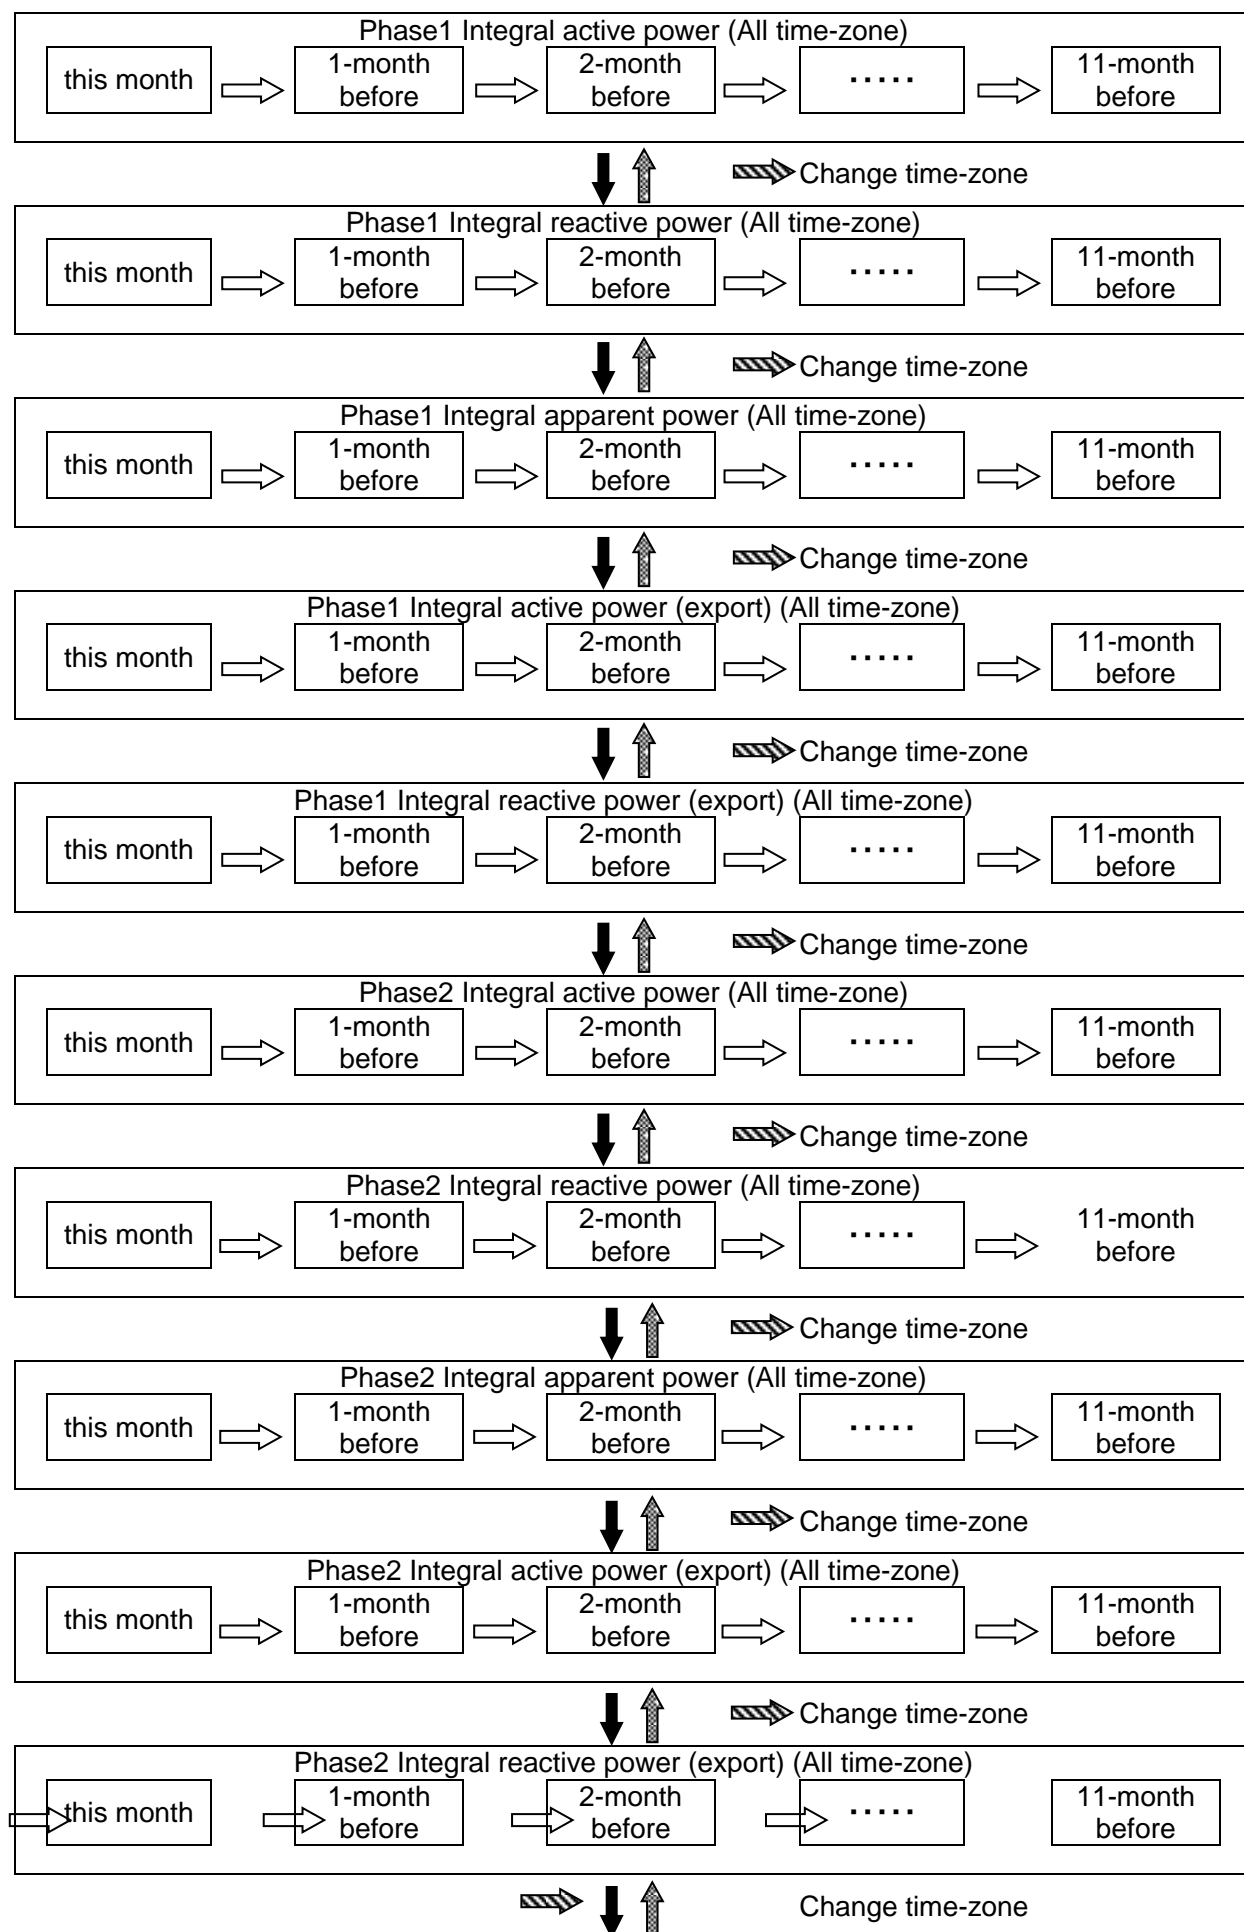 Phase1 Integral active power (All time-zone)
this month
1-month
before
2-month
before
.....
11-month
before
Change time-zone
Phase1 Integral reactive power (All time-zone)
this month
1-month
before
2-month
before
.....
11-month
before
Change time-zone
Phase1 Integral apparent power (All time-zone)
this month
1-month
before
2-month
before
.....
11-month
before
Change time-zone
Phase1 Integral active power (export) (All time-zone)
this month
1-month
before
2-month
before
.....
11-month
before
Change time-zone
Phase1 Integral reactive power (export) (All time-zone)
this month
1-month
before
2-month
before
.....
11-month
before
Change time-zone
Phase2 Integral active power (All time-zone)
this month
1-month
before
2-month
before
.....
11-month
before
Change time-zone
Phase2 Integral reactive power (All time-zone)
this month
1-month
before
2-month
before
.....
11-month
before
Change time-zone
Phase2 Integral apparent power (All time-zone)
this month
1-month
before
2-month
before
.....
11-month
before
Change time-zone
Phase2 Integral active power (export) (All time-zone)
this month
1-month
before
2-month
before
.....
11-month
before
Change time-zone
Phase2 Integral reactive power (export) (All time-zone)
this month
1-month
before
2-month
before
.....
11-month
before
Change time-zone